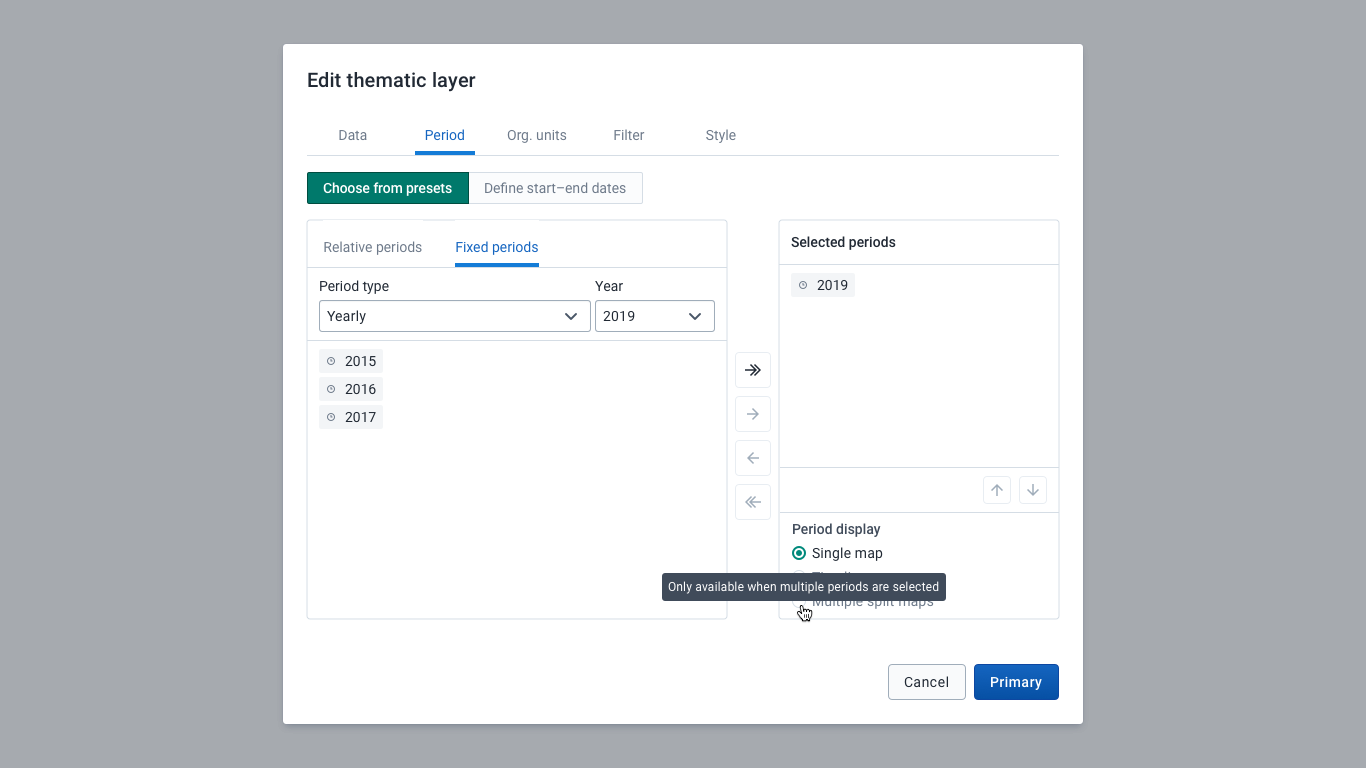 Edit thematic layer
Data Period Org. units Filter Style
Choose from presets Define start–end dates
Relative periods Fixed periods
Selected periods
2019
Period type Year
Yearly 2019
2015
2016
2017
Period display
Single map
Only available when multiple periods are selected
Multiple split maps
Cancel Primary